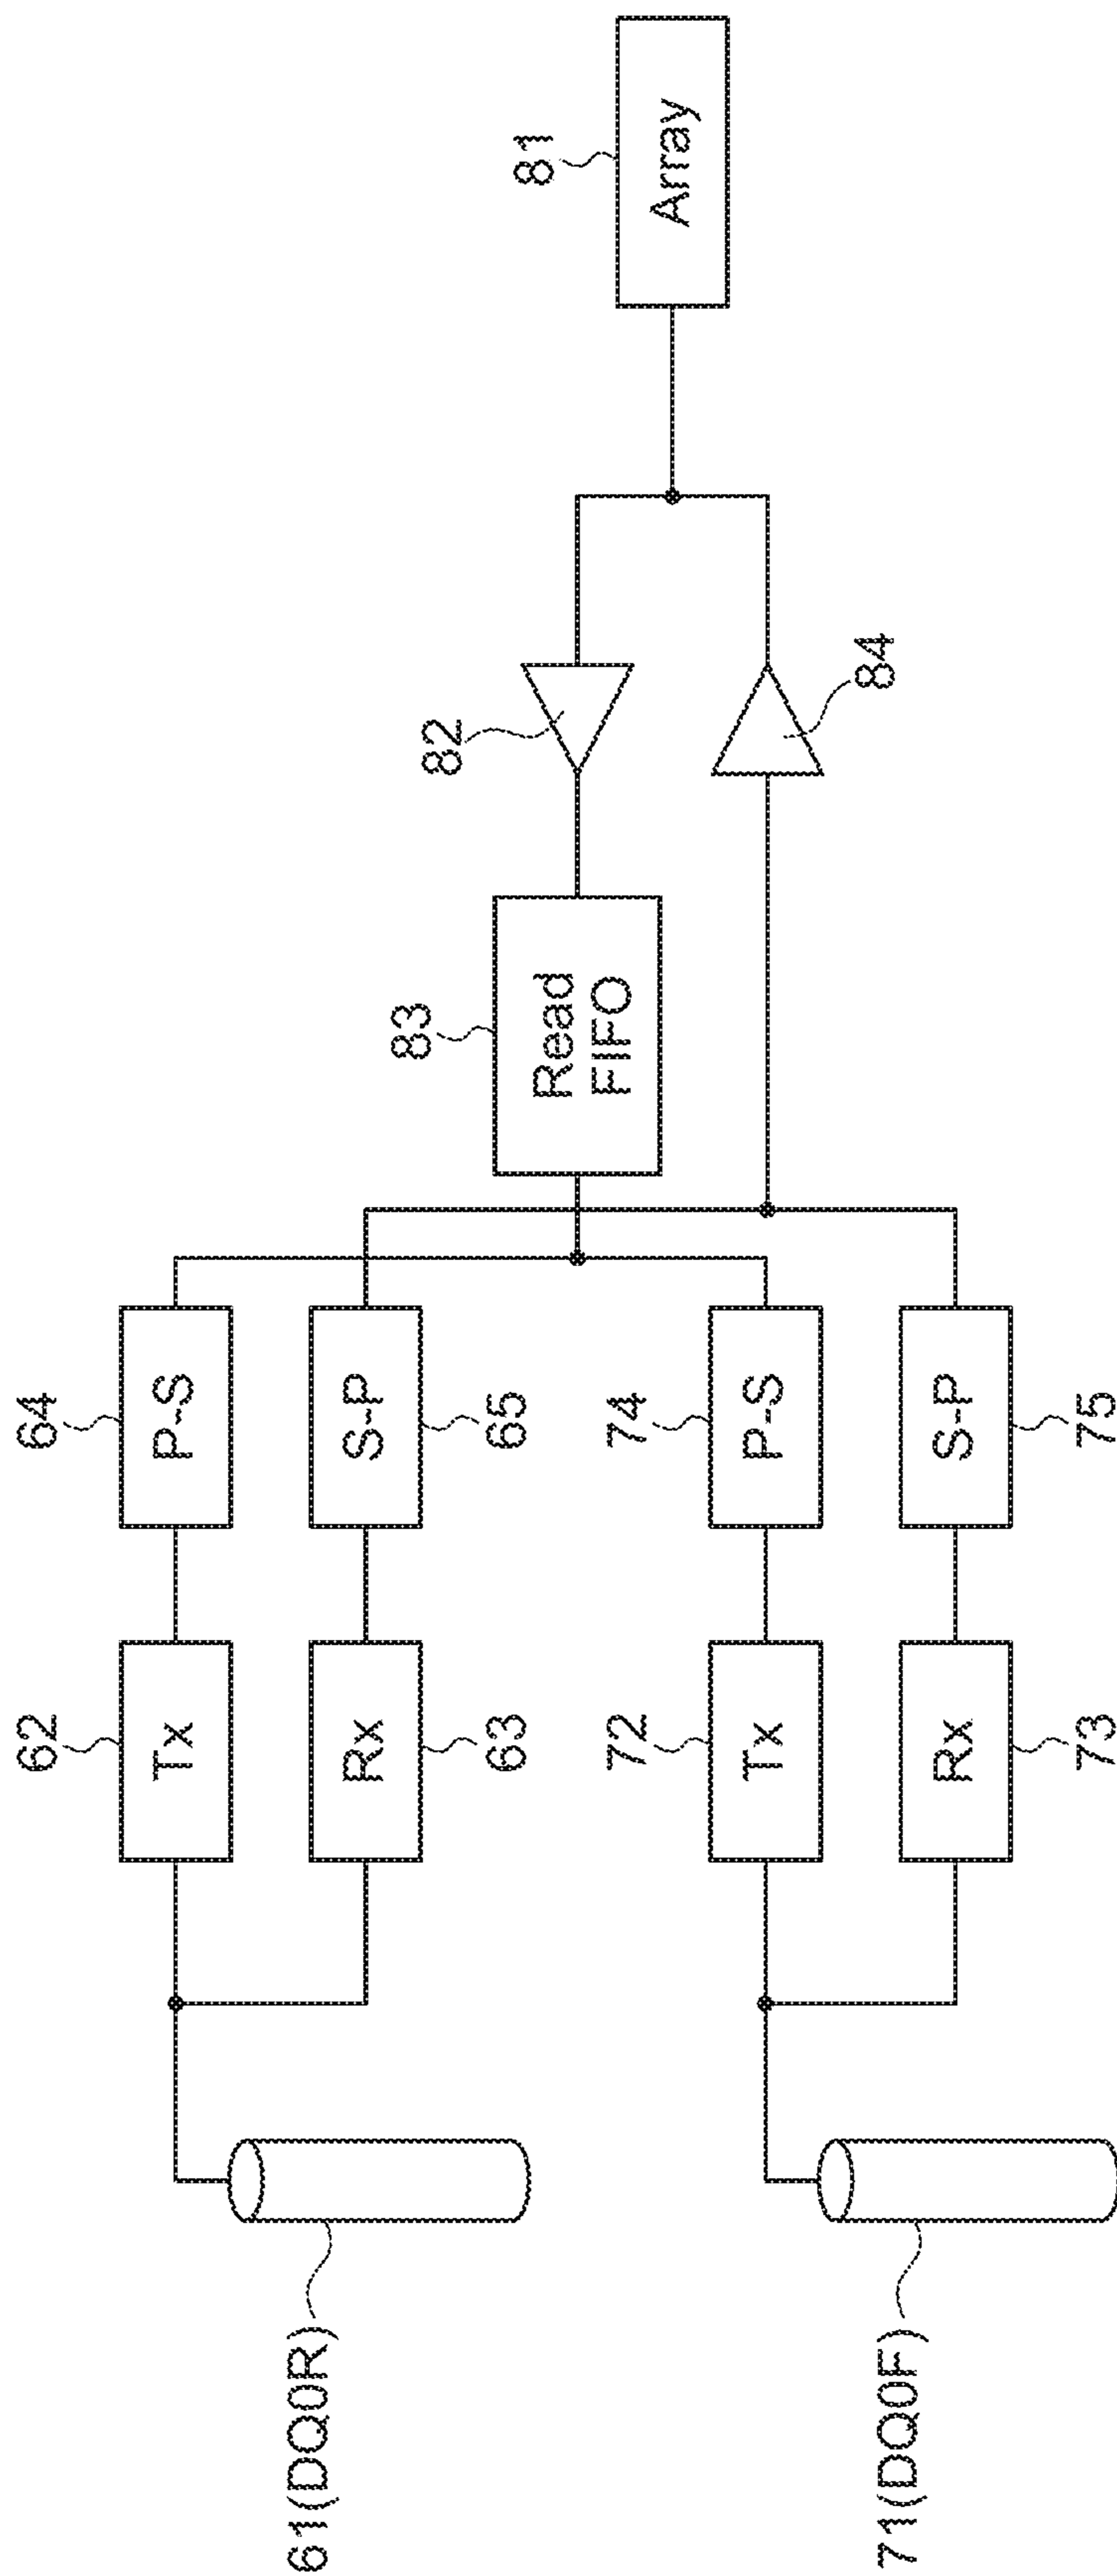 61(DQ0R)
62
Tx
64
P-S
Rx
63
S-P
65
71(DQ0F)
72
Tx
74
P-S
Rx
73
S-P
75
83
Read
FIFO
82
84
81
Array